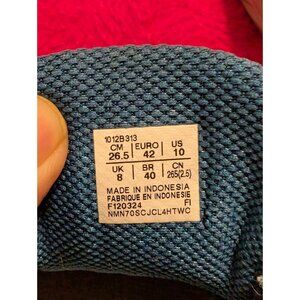 1012B313
CM EURO US
26.5 42 10
UK BR CN
8 40 265(2.5)
MADE IN INDONESIA
FABRIQUÉ EN INDONESIE
F120324 FI
NMN70SCJCL4HTWC